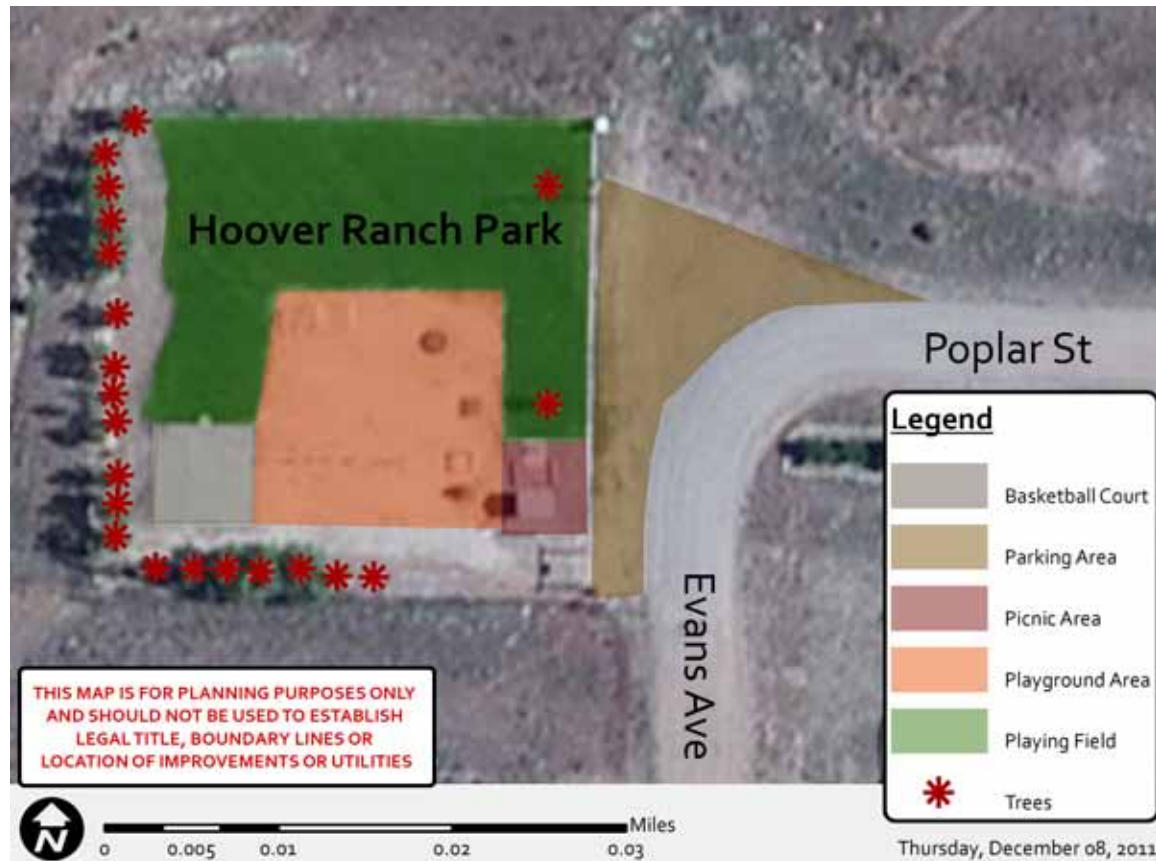 Hoover Ranch Park
Poplar St
Evans Ave
Legend
Basketball Court
Parking Area
Picnic Area
Playground Area
Playing Field
Trees
THIS MAP IS FOR PLANNING PURPOSES ONLY
AND SHOULD NOT BE USED TO ESTABLISH
LEGAL TITLE, BOUNDARY LINES OR
LOCATION OF IMPROVEMENTS OR UTILITIES
N
Miles
0 0.005 0.01 0.02 0.03
Thursday, December 08, 2011